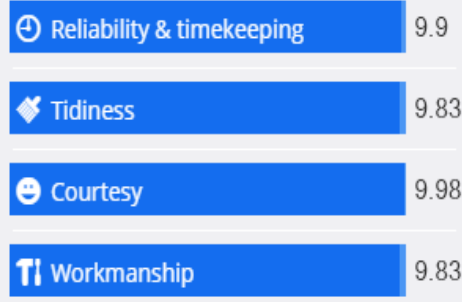 Reliability & timekeeping 9.9
Tidiness 9.83
Courtesy 9.98
Workmanship 9.83